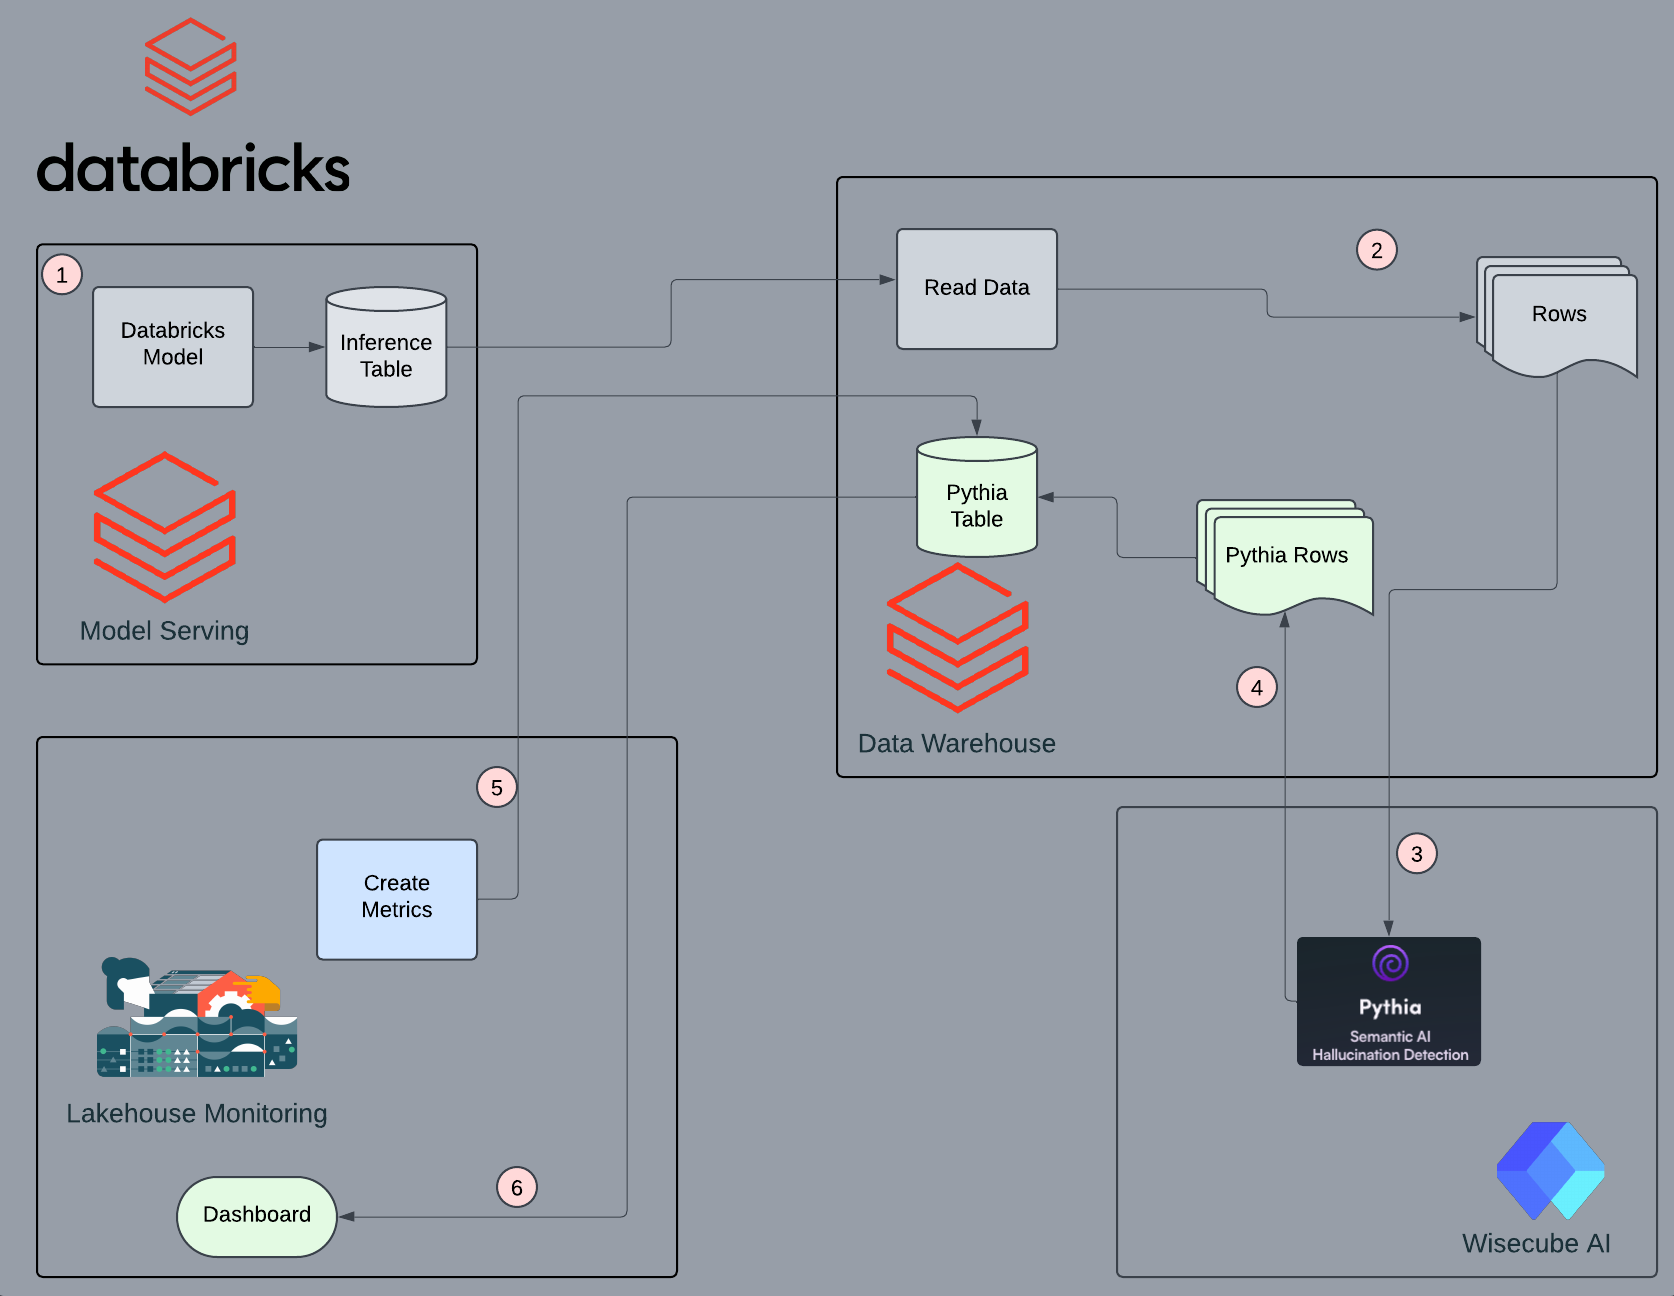 databricks
1
Databricks
Model
Inference
Table
Model Serving
Read Data
2
Rows
Pythia
Table
Pythia Rows
4
Data Warehouse
5
Create
Metrics
Lakehouse Monitoring
6
Dashboard
3
Pythia
Semantic AI
Hallucination Detection
Wisecube AI